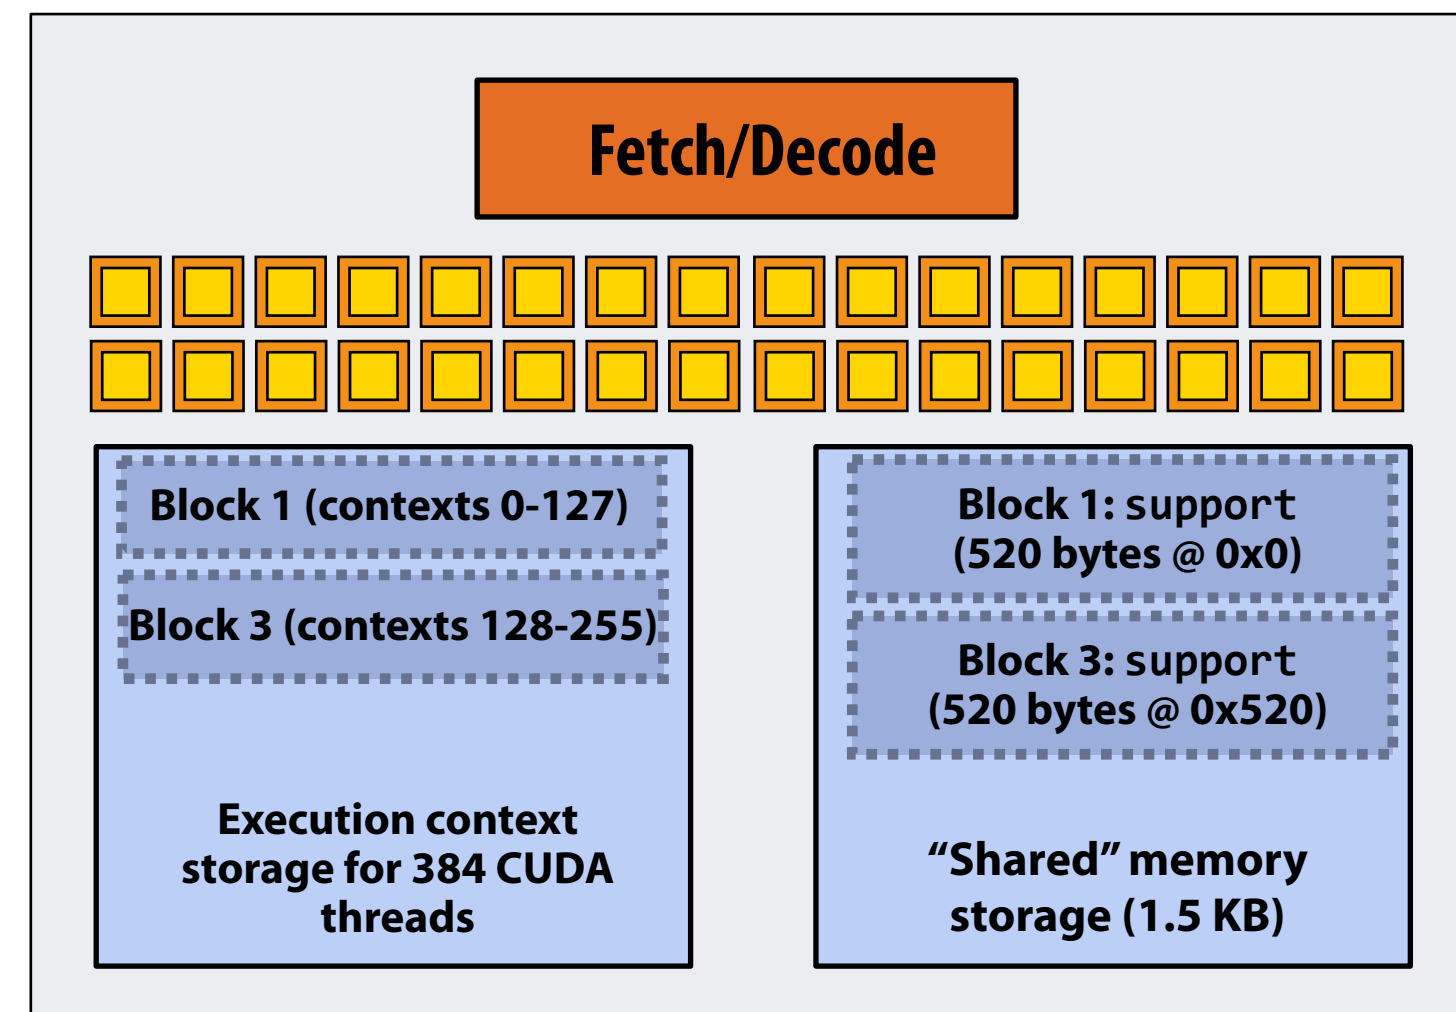 Fetch/Decode
Block 1 (contexts 0-127)
Block 3 (contexts 128-255)
Execution context
storage for 384 CUDA
threads
Block 1: support
(520 bytes @ 0x0)
Block 3: support
(520 bytes @ 0x520)
“Shared” memory
storage (1.5 KB)